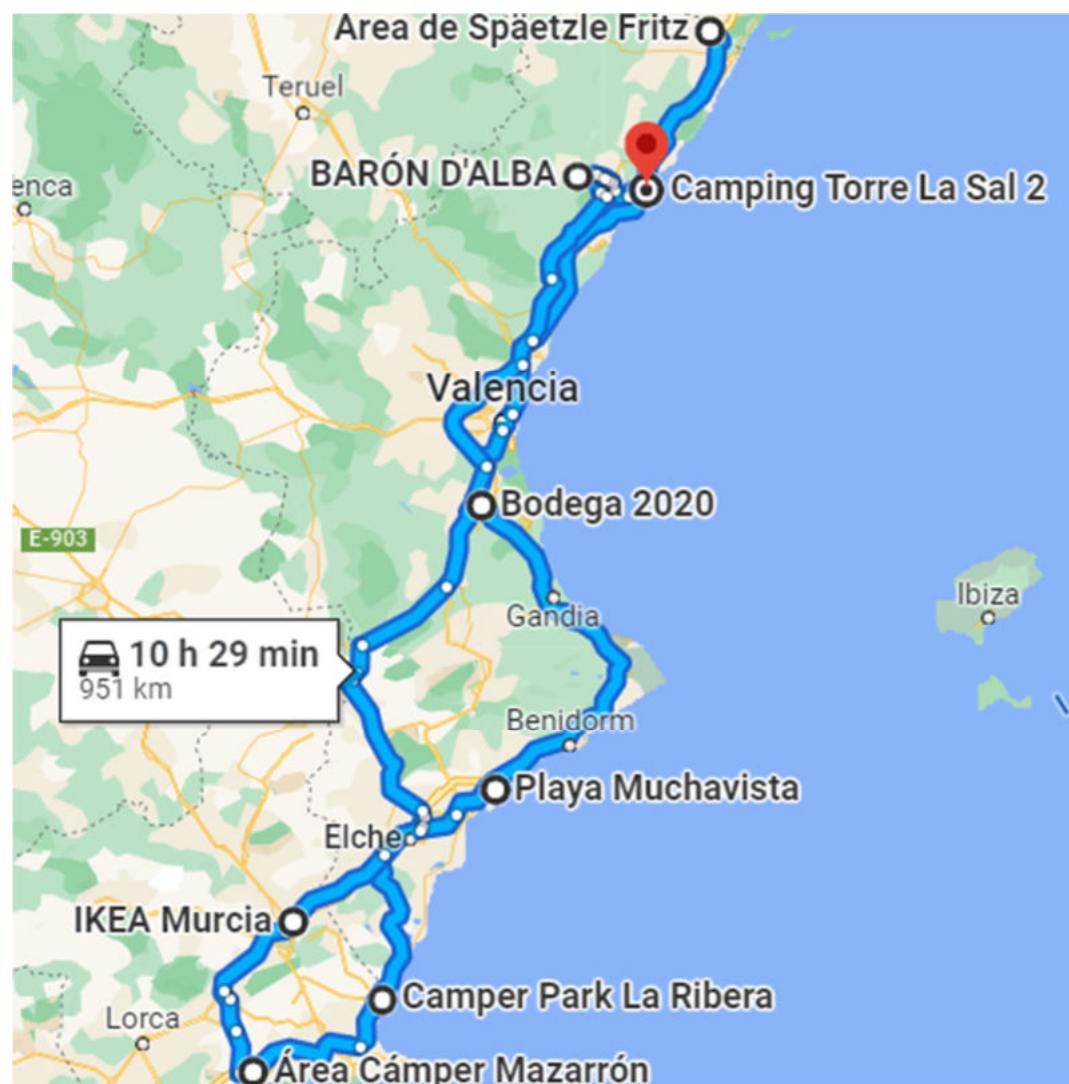 Area de Späetzle Fritz
Teruel
BARÓN D'ALBA
Camping Torre La Sal 2
enca
Valencia
Bodega 2020
E-903
Ibiza
Gandia
10 h 29 min
951 km
Benidorm
Playa Muchavista
Elche
IKEA Murcia
Camper Park La Ribera
Lorca
Área Cámper Mazarrón